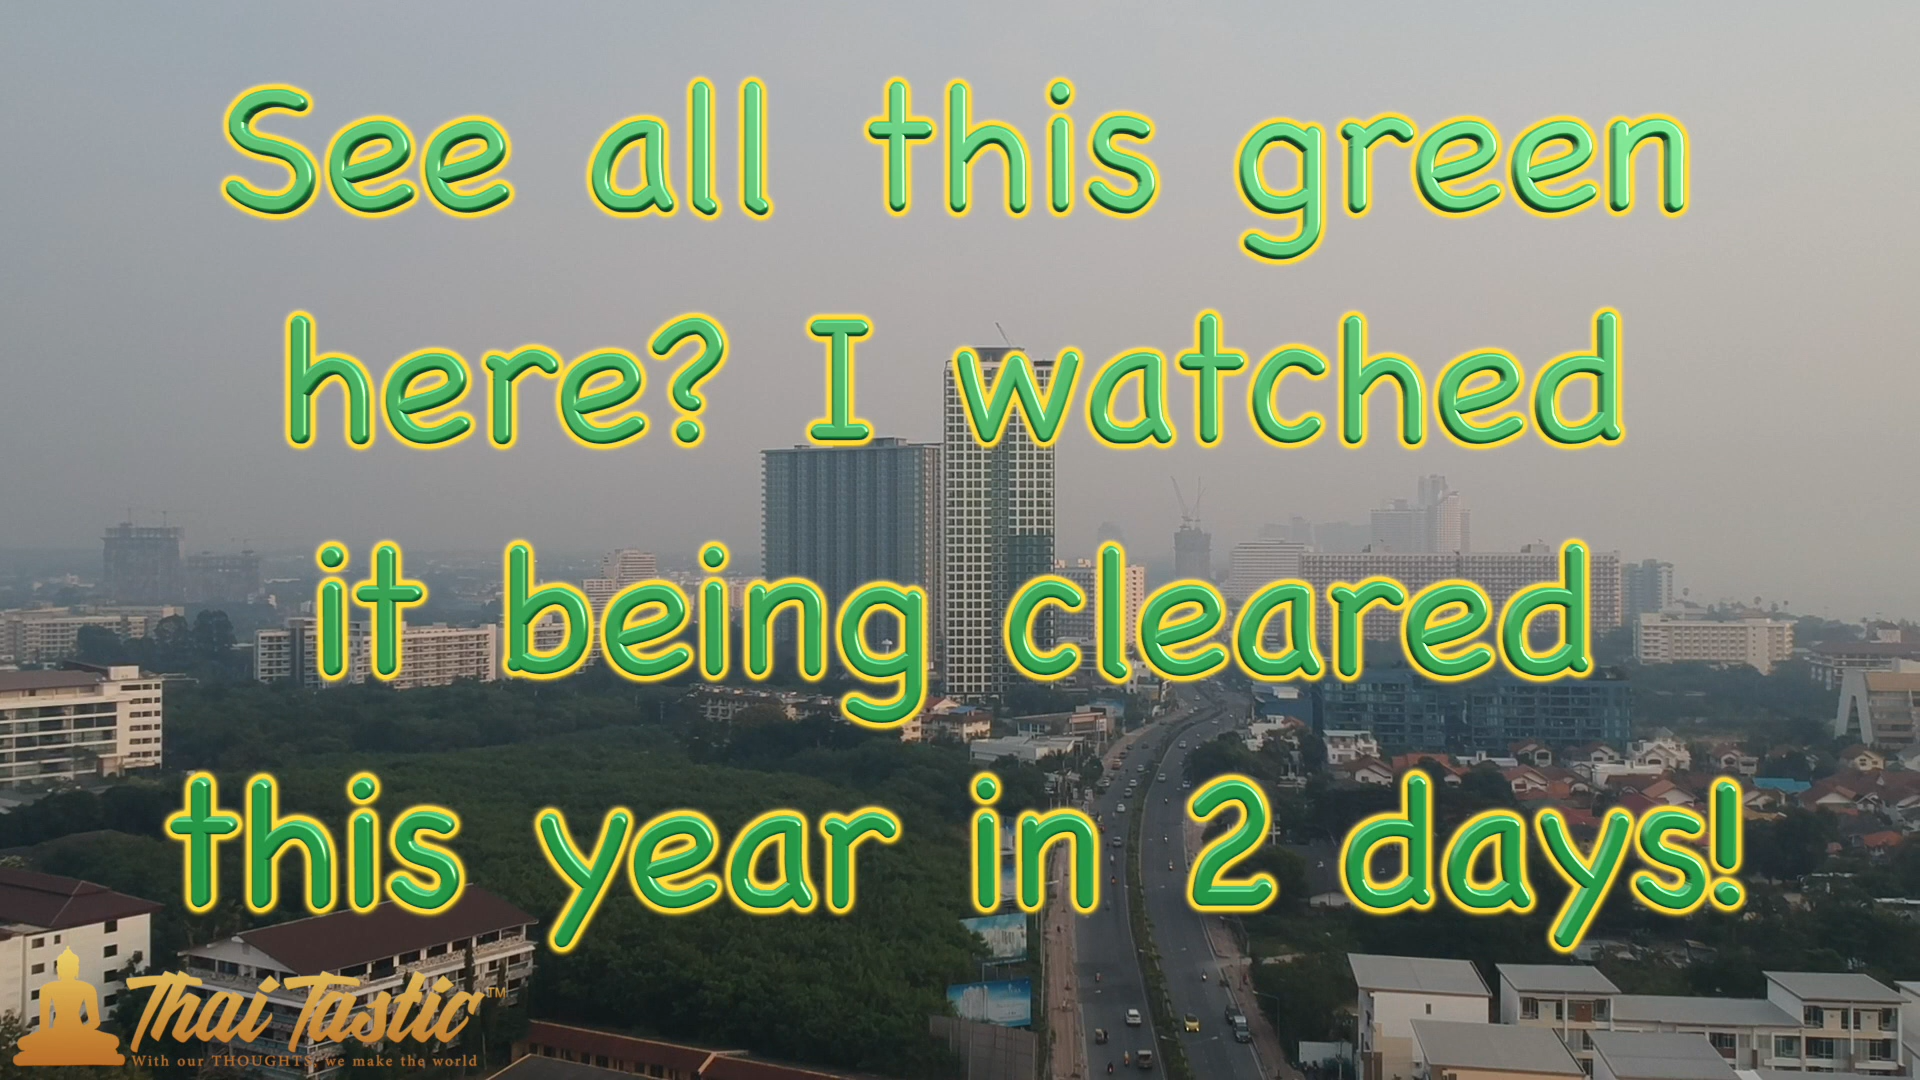 See all this green
here? I watched
it being cleared
this year in 2 days!
Thai Tastic™
With our THOUGHTS, we make the world